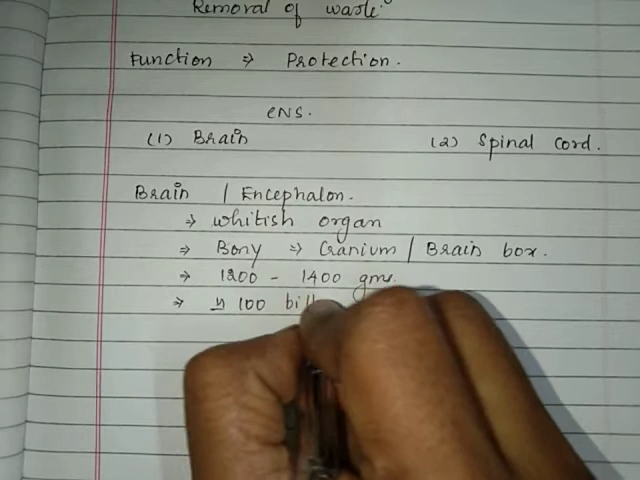 Removal of waste
Function ⇒ Protection.
CNS.
(1) Brain (2) Spinal Cord.
Brain / Encephalon.
⇒ whitish organ
⇒ Bony ⇒ Cranium / Brain box.
⇒ 1200 - 1400 gms.
⇒ 100